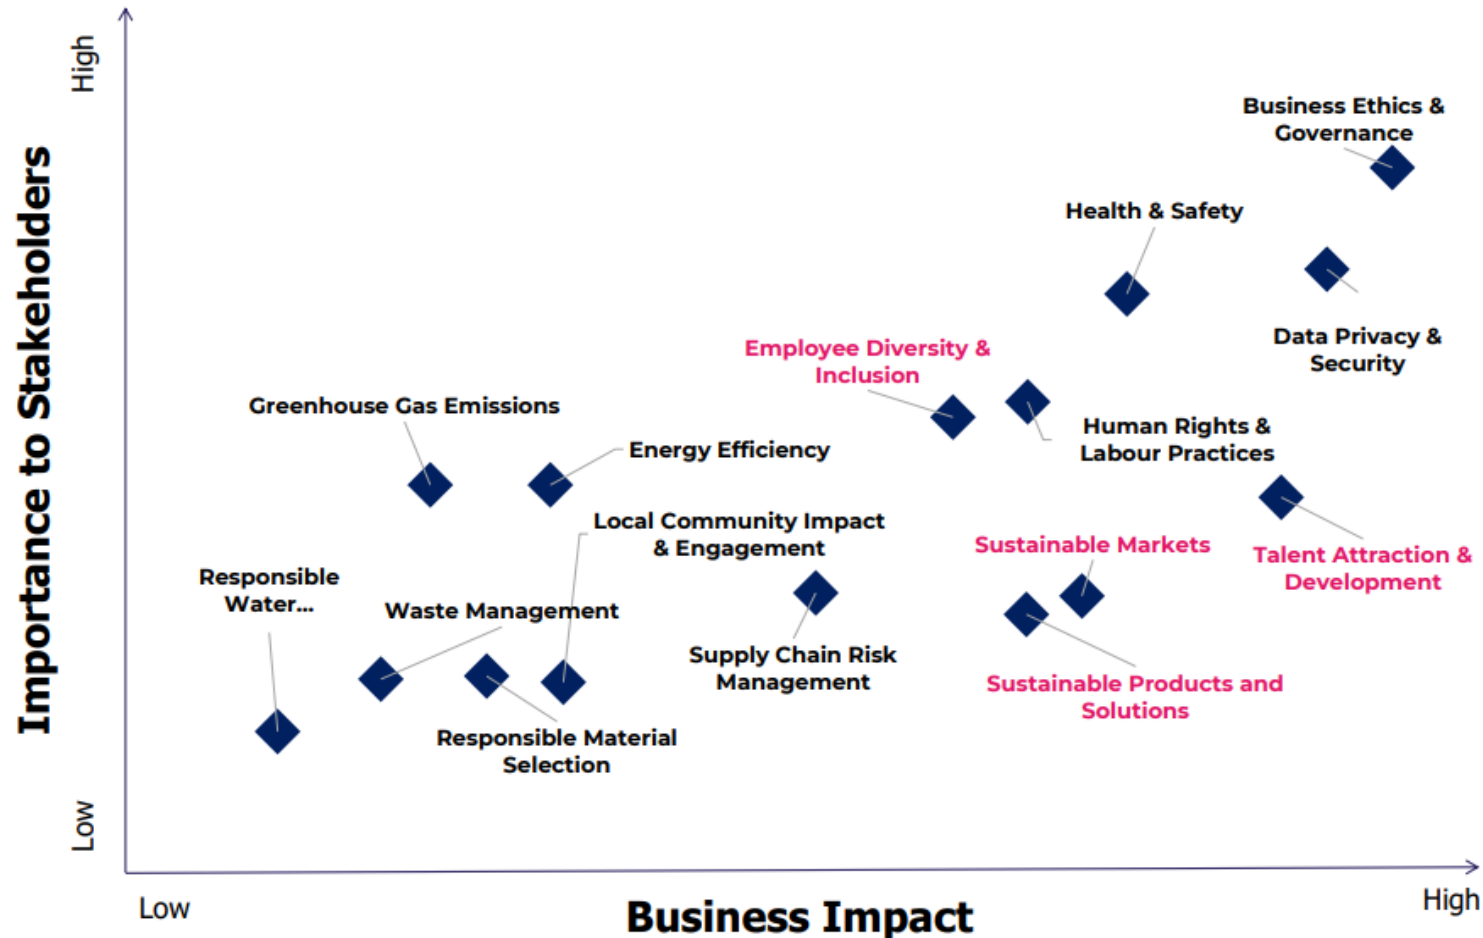 High
Importance to Stakeholders
Low
Business Ethics &
Governance
Health & Safety
Data Privacy &
Security
Employee Diversity &
Inclusion
Greenhouse Gas Emissions
Human Rights &
Labour Practices
Energy Efficiency
Local Community Impact
& Engagement
Sustainable Markets
Talent Attraction &
Development
Responsible
Water...
Waste Management
Supply Chain Risk
Management
Sustainable Products and
Solutions
Responsible Material
Selection
Low
Business Impact
High